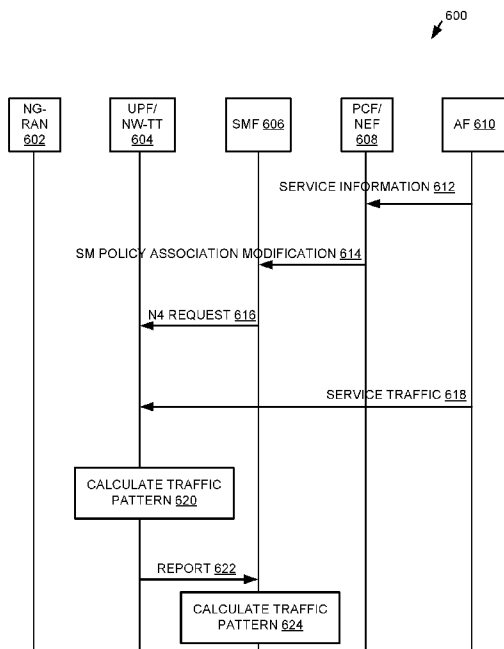 600
NG-
RAN
602
UPF/
NW-TT
604
SMF 606
PCF/
NEF
608
AF 610
SERVICE INFORMATION 612
SM POLICY ASSOCIATION MODIFICATION 614
N4 REQUEST 616
SERVICE TRAFFIC 618
CALCULATE TRAFFIC
PATTERN 620
REPORT 622
CALCULATE TRAFFIC
PATTERN 624